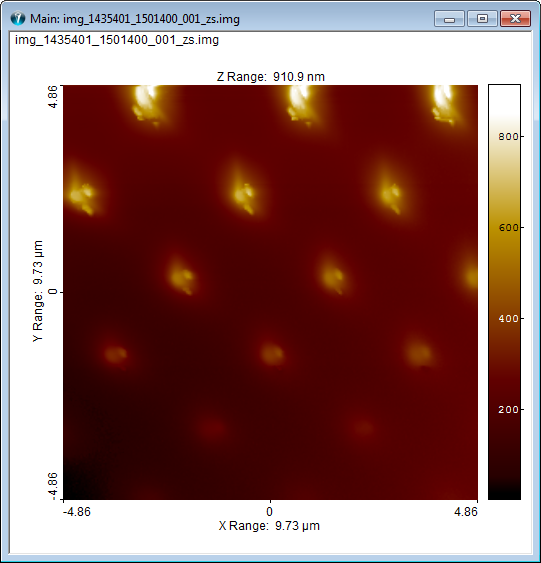 Main: img_1435401_1501400_001_zs.img
img_1435401_1501400_001_zs.img
Z Range: 910.9 nm
4.86
800
600
Y Range: 9.73 µm
0
400
200
-4.86
-4.86 0 4.86
X Range: 9.73 µm